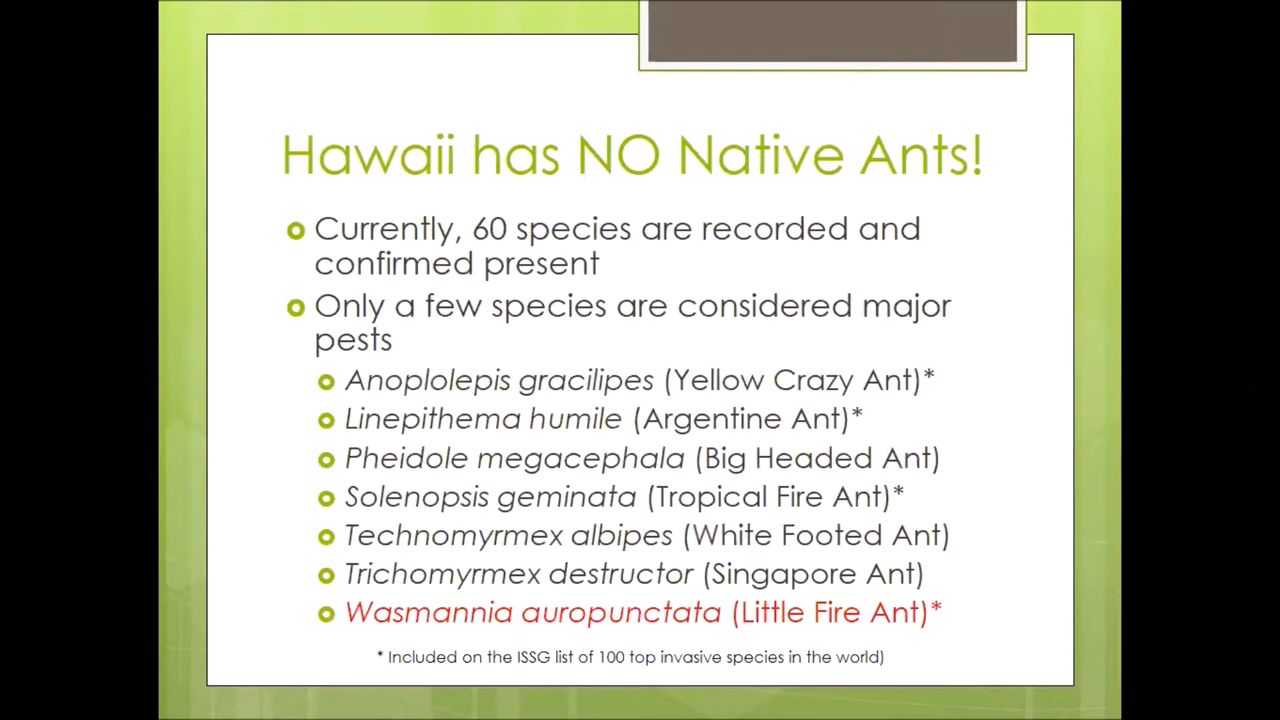 Hawaii has NO Native Ants!
Currently, 60 species are recorded and
confirmed present
Only a few species are considered major
pests
Anoplolepis gracilipes (Yellow Crazy Ant)*
Linepithema humile (Argentine Ant)*
Pheidole megacephala (Big Headed Ant)
Solenopsis geminata (Tropical Fire Ant)*
Technomyrmex albipes (White Footed Ant)
Trichomyrmex destructor (Singapore Ant)
Wasmannia auropunctata (Little Fire Ant)*
* Included on the ISSG list of 100 top invasive species in the world)